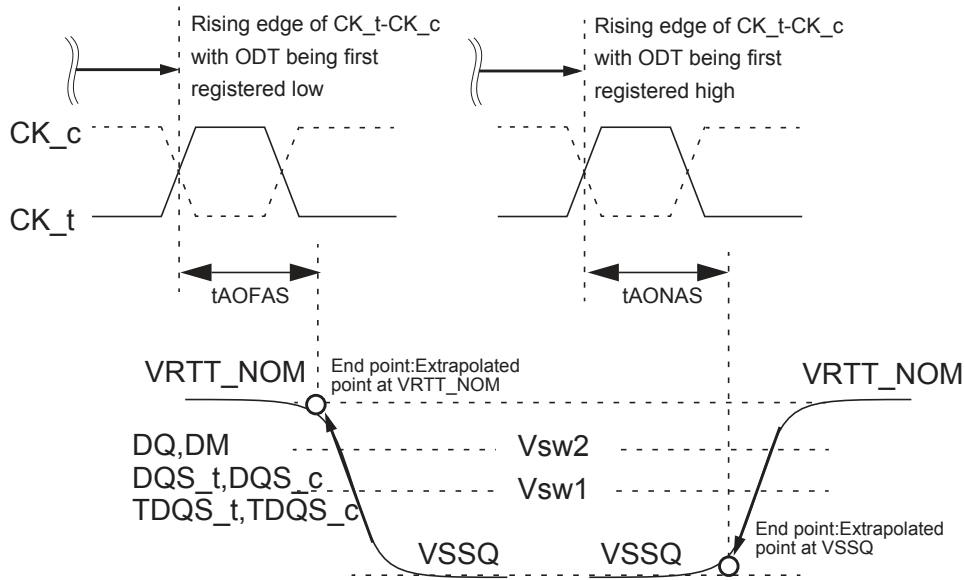 Rising edge of CK_t-CK_c
with ODT being first
registered low
Rising edge of CK_t-CK_c
with ODT being first
registered high
CK_c
CK_t
tAOFAS
tAONAS
VRTT_NOM
End point:Extrapolated
point at VRTT_NOM
VRTT_NOM
DQ,DM
DQS_t,DQS_c
TDQS_t,TDQS_c
Vsw2
Vsw1
VSSQ
VSSQ
End point:Extrapolated
point at VSSQ